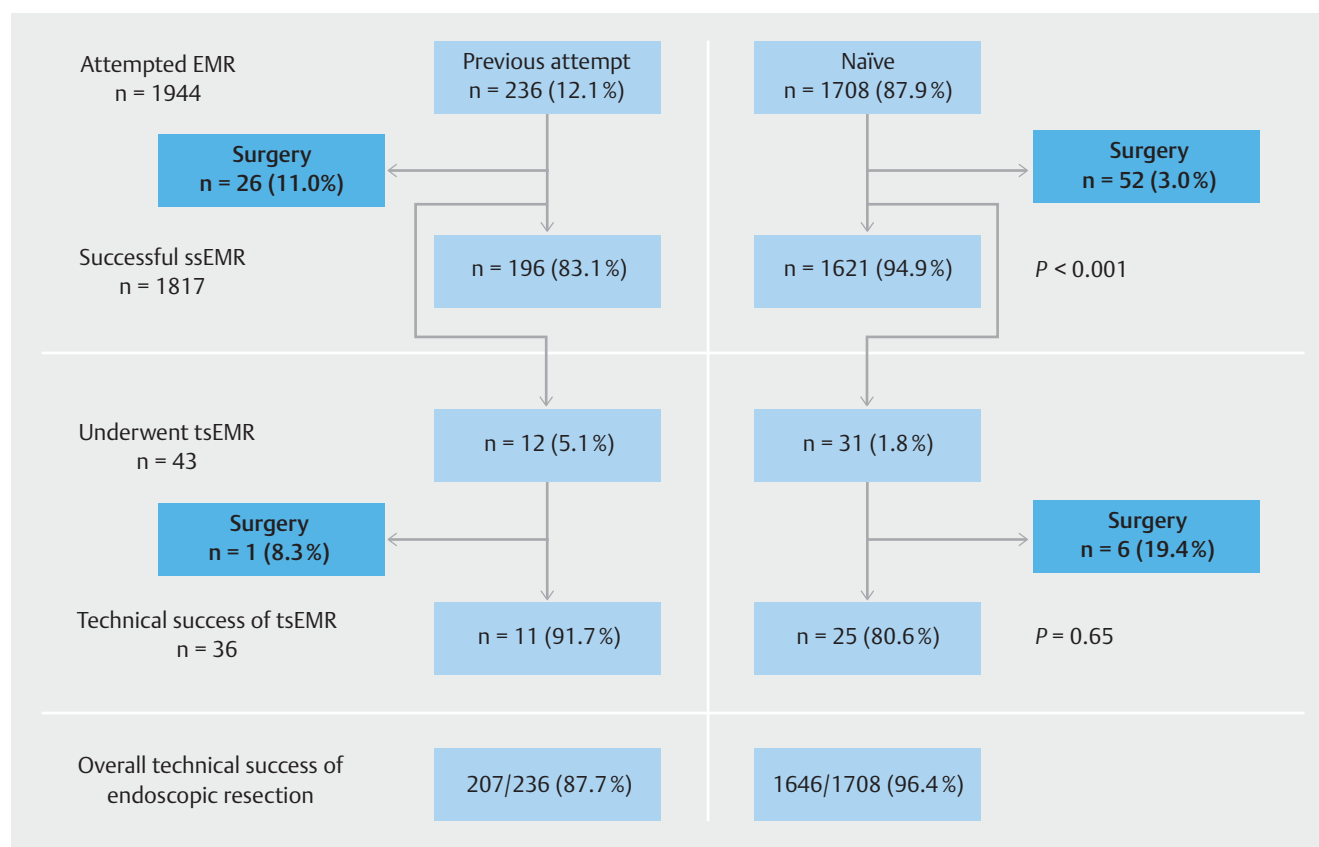 Attempted EMR
n = 1944
Previous attempt
n = 236 (12.1 %)
Naïve
n = 1708 (87.9 %)
Surgery
n = 26 (11.0%)
Surgery
n = 52 (3.0 %)
Successful ssEMR
n = 1817
n = 196 (83.1 %)
n = 1621 (94.9 %)
P < 0.001
Underwent tsEMR
n = 43
n = 12 (5.1 %)
n = 31 (1.8 %)
Surgery
n = 1 (8.3 %)
Surgery
n = 6 (19.4 %)
Technical success of tsEMR
n = 36
n = 11 (91.7 %)
n = 25 (80.6 %)
P = 0.65
Overall technical success of
endoscopic resection
207/236 (87.7 %)
1646/1708 (96.4 %)